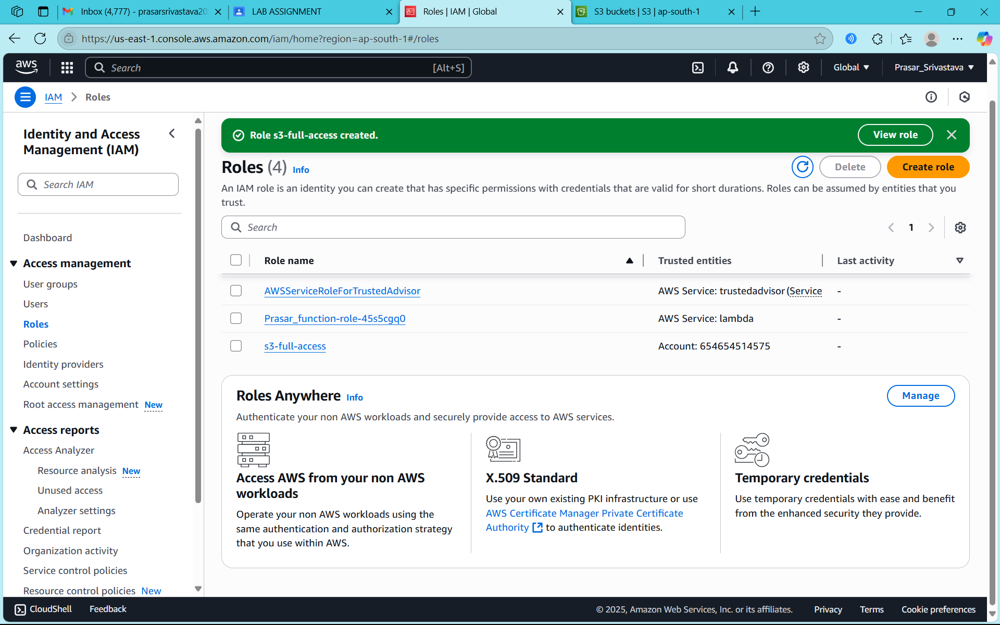 Inbox (4,777) - prasarsrivastava20
LAB ASSIGNMENT
Roles | IAM | Global
S3 buckets | S3 | ap-south-1
https://us-east-1.console.aws.amazon.com/iam/home?region=ap-south-1#/roles
aws
Search
[Alt+S]
Global
Prasar_Srivastava
IAM
Roles
Identity and Access
Management (IAM)
Search IAM
Dashboard
Access management
User groups
Users
Roles
Policies
Identity providers
Account settings
Root access management New
Access reports
Access Analyzer
Resource analysis New
Unused access
Analyzer settings
Credential report
Organization activity
Service control policies
Resource control policies New
Role s3-full-access created.
View role
Roles (4) Info
Delete
Create role
An IAM role is an identity you can create that has specific permissions with credentials that are valid for short durations. Roles can be assumed by entities that you
trust.
Search
1
Role name
Trusted entities
Last activity
AWSServiceRoleForTrustedAdvisor
AWS Service: trustedadvisor (Service
-
Prasar_function-role-45s5cgq0
AWS Service: lambda
-
s3-full-access
Account: 654654514575
-
Roles Anywhere Info
Manage
Authenticate your non AWS workloads and securely provide access to AWS services.
Access AWS from your non AWS
workloads
Operate your non AWS workloads using the
same authentication and authorization strategy
that you use within AWS.
X.509 Standard
Use your own existing PKI infrastructure or use
AWS Certificate Manager Private Certificate
Authority to authenticate identities.
Temporary credentials
Use temporary credentials with ease and benefit
from the enhanced security they provide.
CloudShell
Feedback
© 2025, Amazon Web Services, Inc. or its affiliates.
Privacy
Terms
Cookie preferences